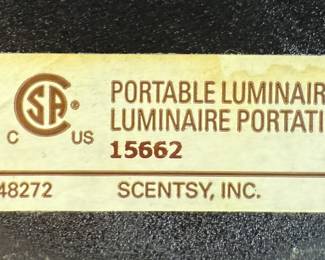 CSA®
C US
PORTABLE LUMINAIR
LUMINAIRE PORTATI
15662
48272 SCENTSY, INC.